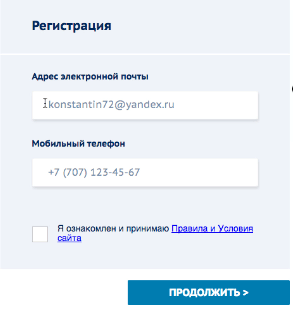 Регистрация
Адрес электронной почты
konstantin72@yandex.ru
Мобильный телефон
+7 (707) 123-45-67
Я ознакомлен и принимаю Правила и Условия
сайта
ПРОДОЛЖИТЬ >